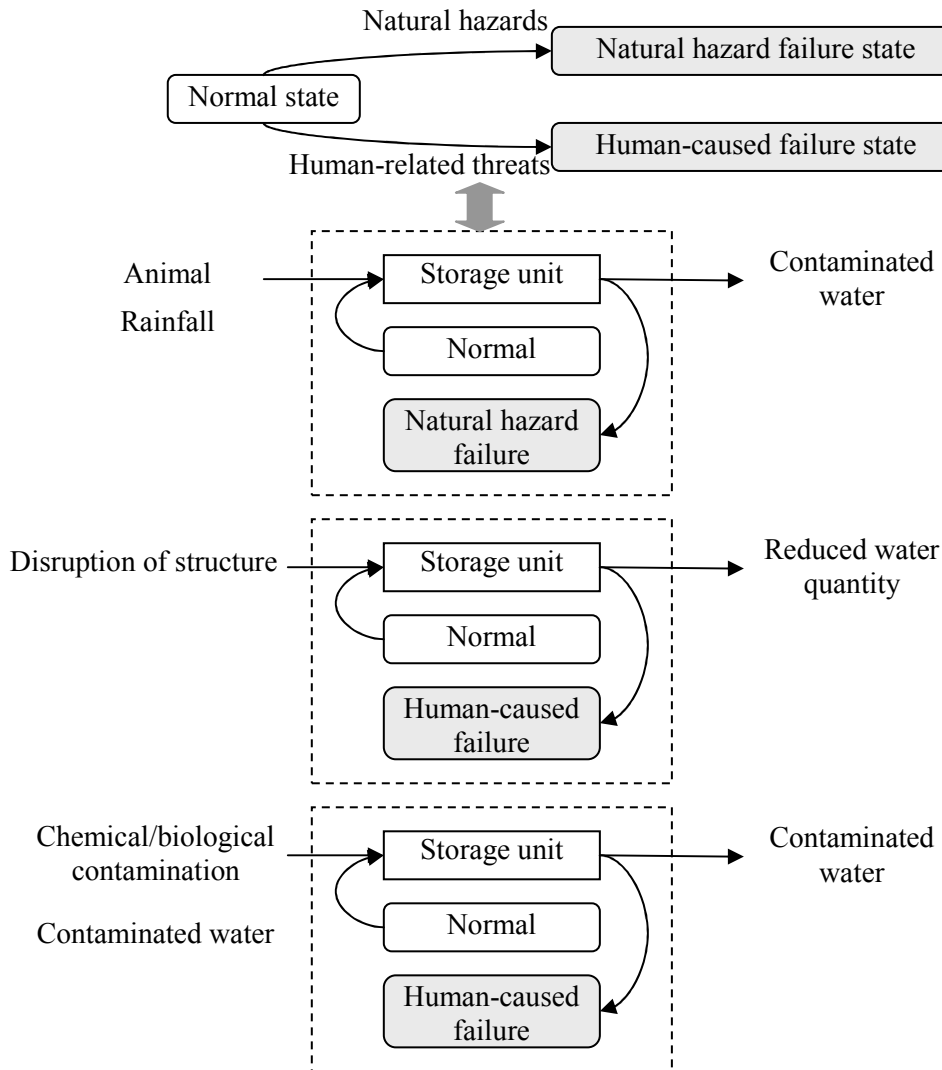 Natural hazards
Natural hazard failure state
Normal state
Human-caused failure state
Human-related threats
Animal
Rainfall
Storage unit
Normal
Natural hazard
failure
Contaminated
water
Disruption of structure
Storage unit
Normal
Human-caused
failure
Reduced water
quantity
Chemical/biological
contamination
Contaminated water
Storage unit
Normal
Human-caused
failure
Contaminated
water